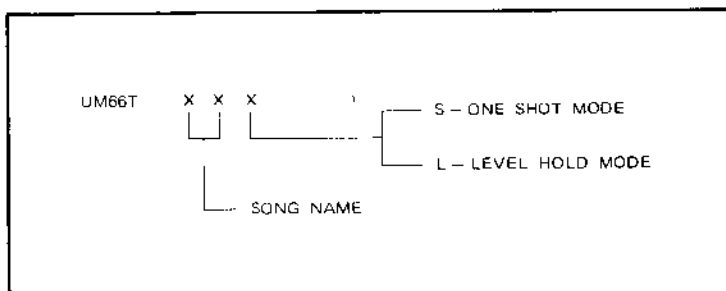 UM66T X X X
S – ONE SHOT MODE
L – LEVEL HOLD MODE
SONG NAME